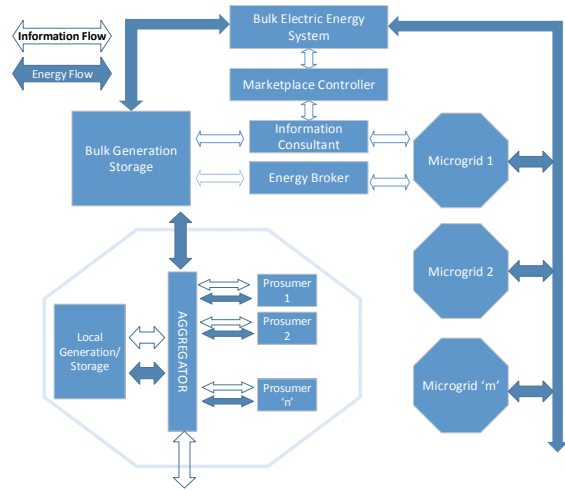 Information Flow
Energy Flow
Bulk Electric Energy
System
Marketplace Controller
Information
Consultant
Bulk Generation
Storage
Energy Broker
Microgrid 1
Microgrid 2
Microgrid ‘m’
AGGREGATOR
Prosumer
1
Prosumer
2
Prosumer
‘n’
Local
Generation/
Storage